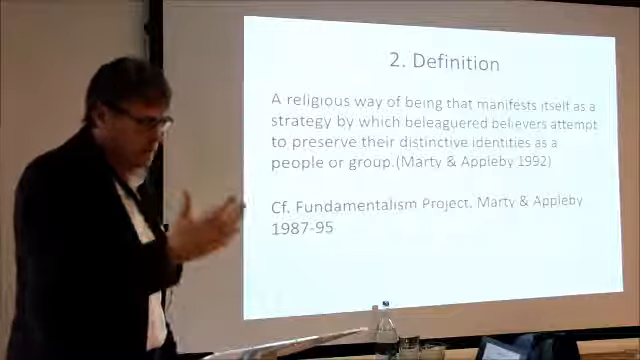 2. Definition
A religious way of being that manifests itself as a
strategy by which beleaguered believers attempt
to preserve their distinctive identities as a
people or group.(Marty & Appleby 1992)
Cf. Fundamentalism Project. Marty & Appleby
1987-95